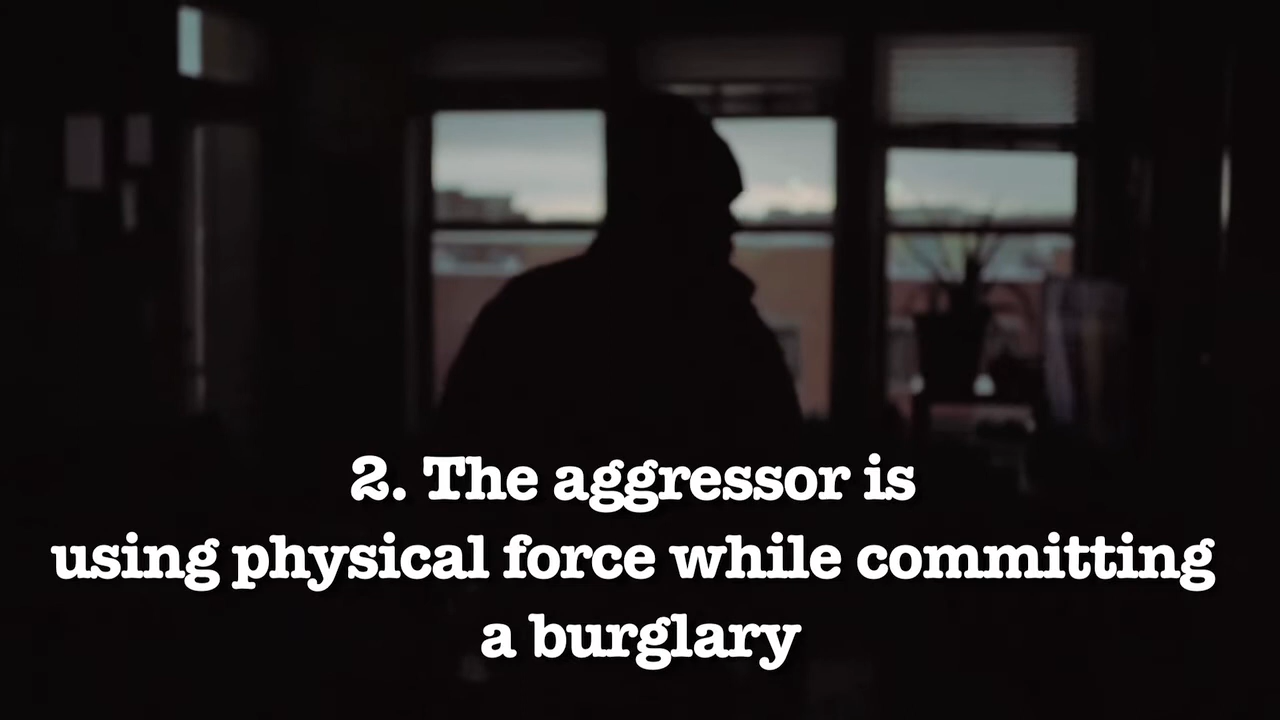 2. The aggressor is
using physical force while committing
a burglary